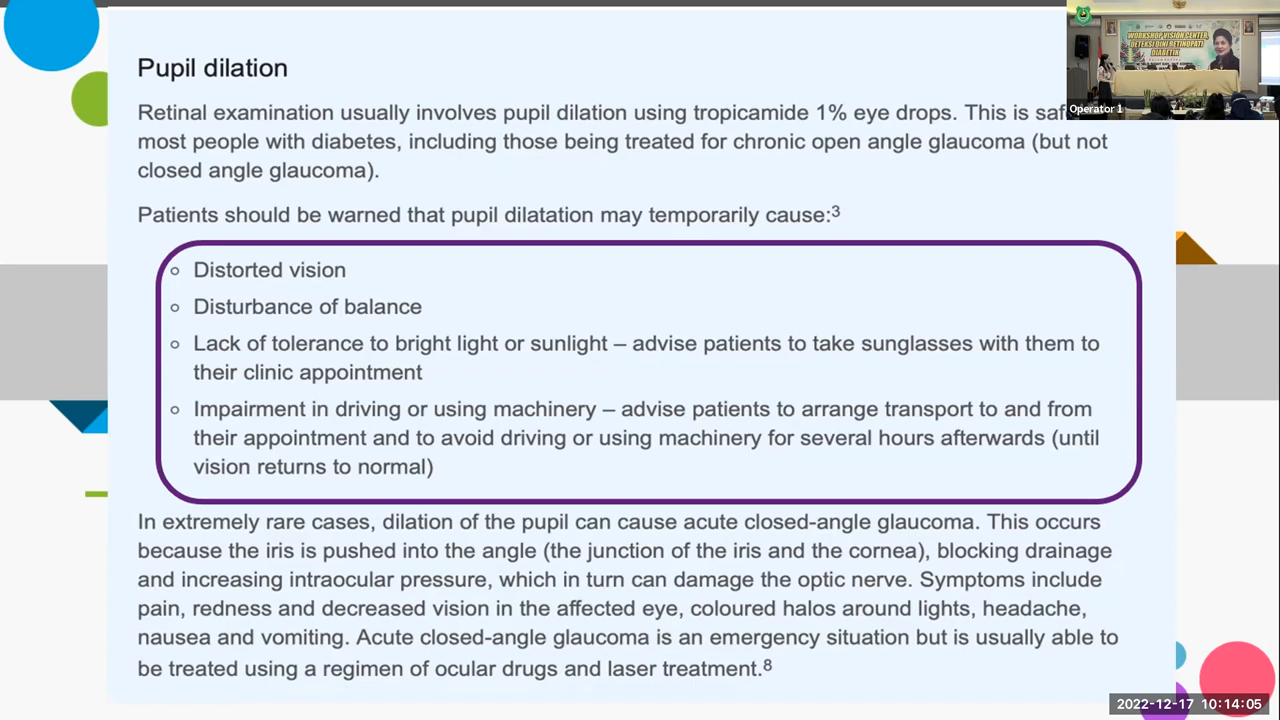 Pupil dilation
Retinal examination usually involves pupil dilation using tropicamide 1% eye drops. This is saf
most people with diabetes, including those being treated for chronic open angle glaucoma (but not
closed angle glaucoma).
Patients should be warned that pupil dilatation may temporarily cause:3
Distorted vision
Disturbance of balance
Lack of tolerance to bright light or sunlight – advise patients to take sunglasses with them to
their clinic appointment
Impairment in driving or using machinery – advise patients to arrange transport to and from
their appointment and to avoid driving or using machinery for several hours afterwards (until
vision returns to normal)
In extremely rare cases, dilation of the pupil can cause acute closed-angle glaucoma. This occurs
because the iris is pushed into the angle (the junction of the iris and the cornea), blocking drainage
and increasing intraocular pressure, which in turn can damage the optic nerve. Symptoms include
pain, redness and decreased vision in the affected eye, coloured halos around lights, headache,
nausea and vomiting. Acute closed-angle glaucoma is an emergency situation but is usually able to
be treated using a regimen of ocular drugs and laser treatment.8
WORKSHOP VISION CENTER,
DETEKSI DINI RETINOPATI
DIABETIK
Operator 1
2022-12-17 10:14:05